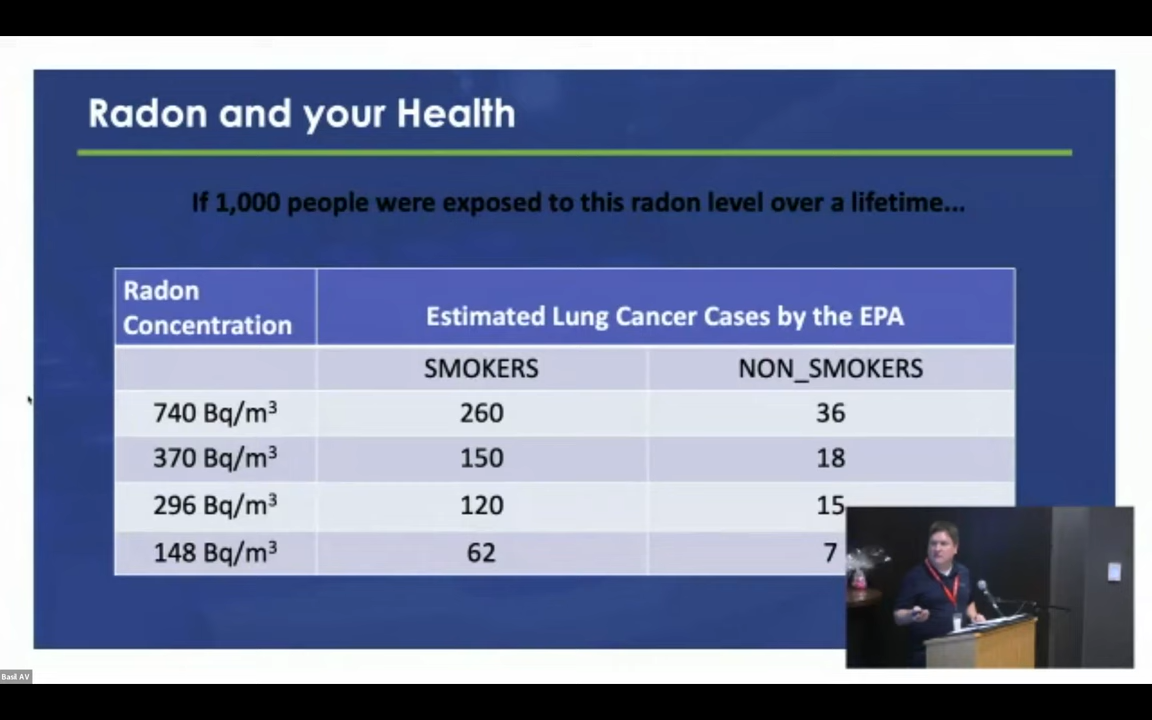 Radon and your Health
If 1,000 people were exposed to this radon level over a lifetime...
Radon
Concentration
Estimated Lung Cancer Cases by the EPA
SMOKERS NON_SMOKERS
740 Bq/m³ 260 36
370 Bq/m³ 150 18
296 Bq/m³ 120 15
148 Bq/m³ 62 7
Basil AV